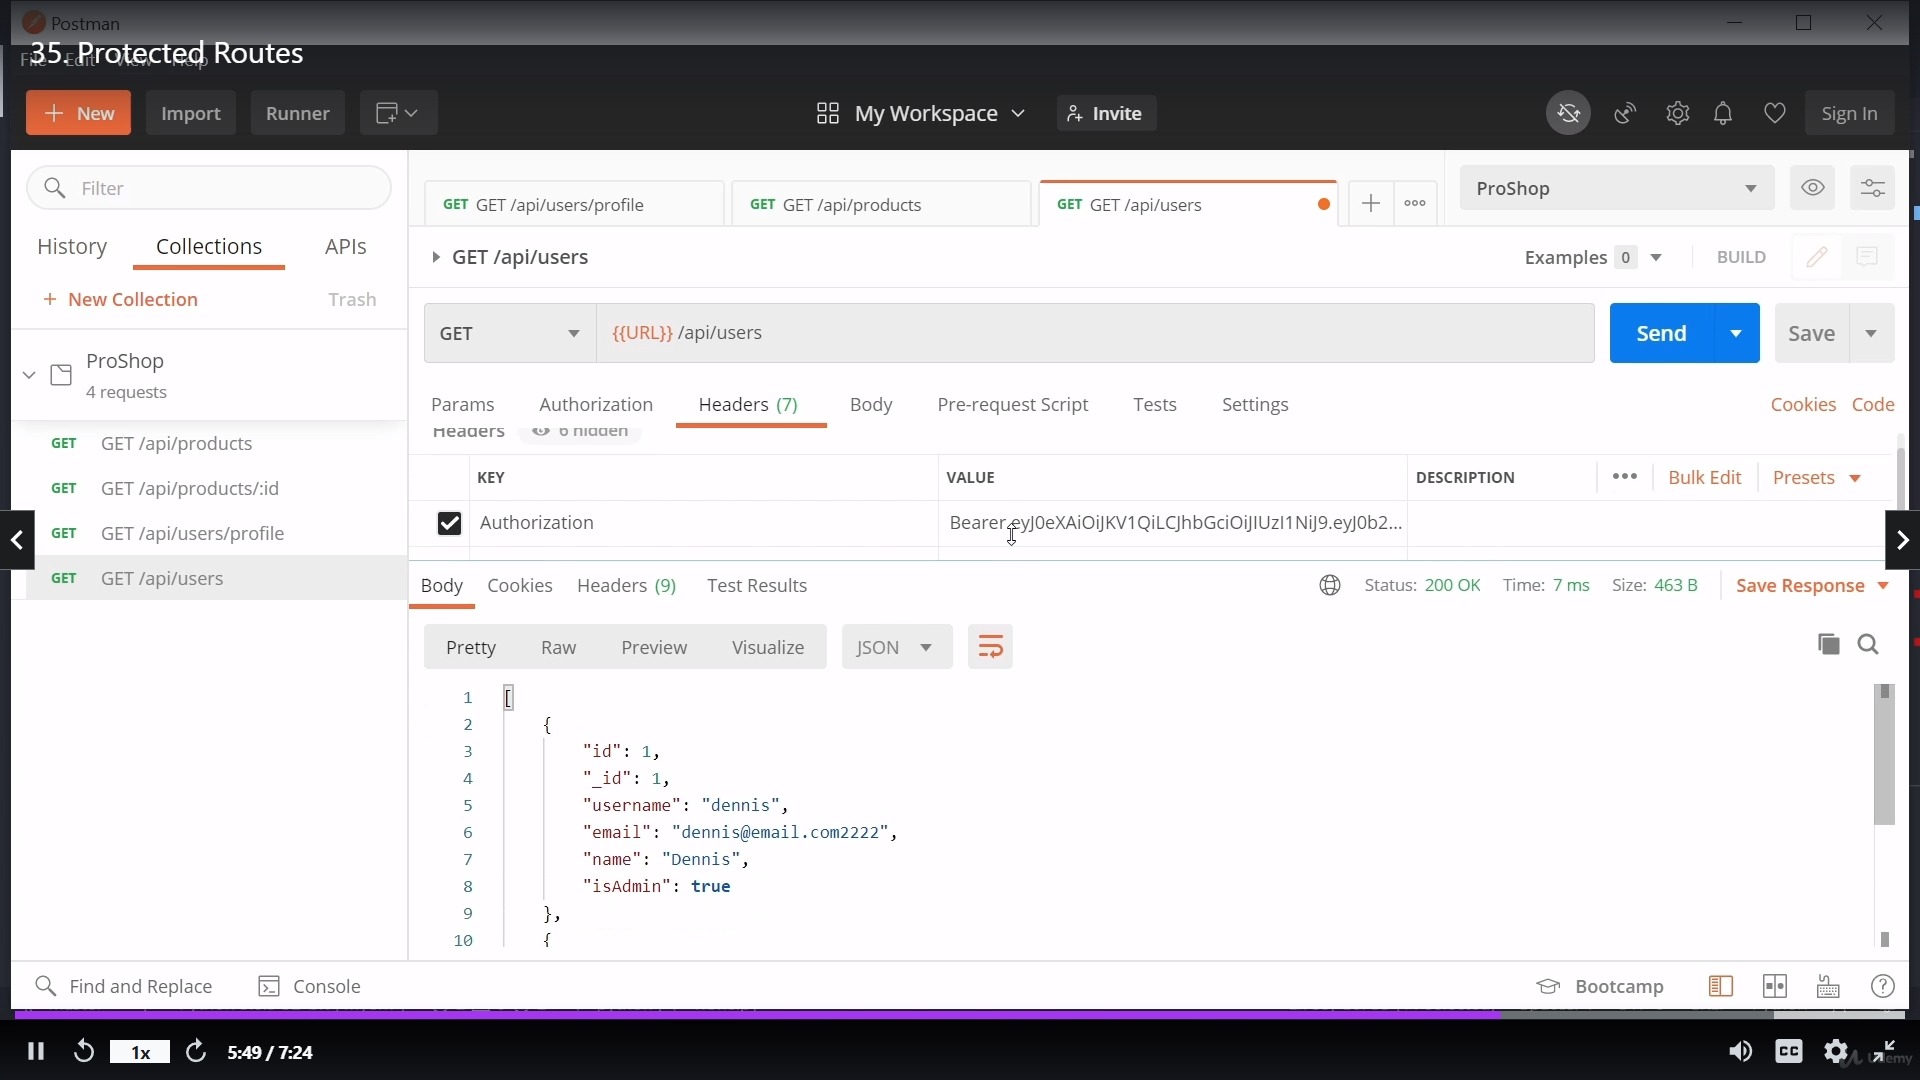 Postman
35. Protected Routes
File Edit View Help
New
Import
Runner
My Workspace
Invite
Sign In
Filter
GET GET /api/users/profile
GET GET /api/products
GET GET /api/users
ProShop
History
Collections
APIs
GET /api/users
Examples 0
BUILD
New Collection
Trash
GET
{{URL}} /api/users
Send
Save
ProShop
4 requests
Params
Authorization
Headers (7)
Body
Pre-request Script
Tests
Settings
Cookies
Code
Headers
6 hidden
GET GET /api/products
KEY
VALUE
DESCRIPTION
Bulk Edit
Presets
GET GET /api/products/:id
Authorization
Bearer eyJ0eXAiOiJKV1QiLCJhbGciOiJIUzI1NiJ9.eyJ0b2...
GET GET /api/users/profile
GET GET /api/users
Body
Cookies
Headers (9)
Test Results
Status: 200 OK
Time: 7 ms
Size: 463 B
Save Response
Pretty
Raw
Preview
Visualize
JSON
1 [
2 {
3 "id": 1,
4 "_id": 1,
5 "username": "dennis",
6 "email": "dennis@email.com2222",
7 "name": "Dennis",
8 "isAdmin": true
9 },
10 {
Find and Replace
Console
Bootcamp
1x
5:49 / 7:24
CC
Udemy